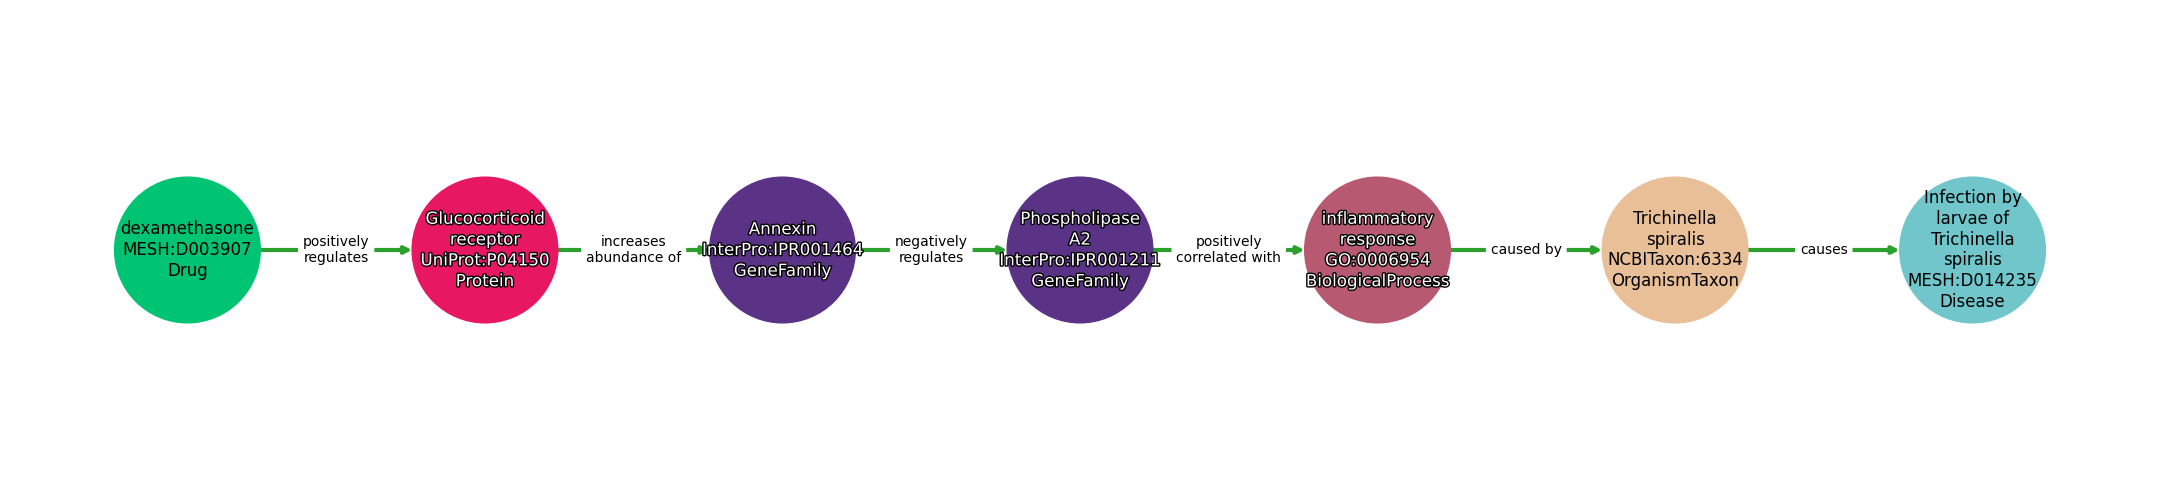 dexamethasone
MESH:D003907
Drug
positively
regulates
Glucocorticoid
receptor
UniProt:P04150
Protein
increases
abundance of
Annexin
InterPro:IPR001464
GeneFamily
negatively
regulates
Phospholipase
A2
InterPro:IPR001211
GeneFamily
positively
correlated with
inflammatory
response
GO:0006954
BiologicalProcess
caused by
Trichinella
spiralis
NCBITaxon:6334
OrganismTaxon
causes
Infection by
larvae of
Trichinella
spiralis
MESH:D014235
Disease